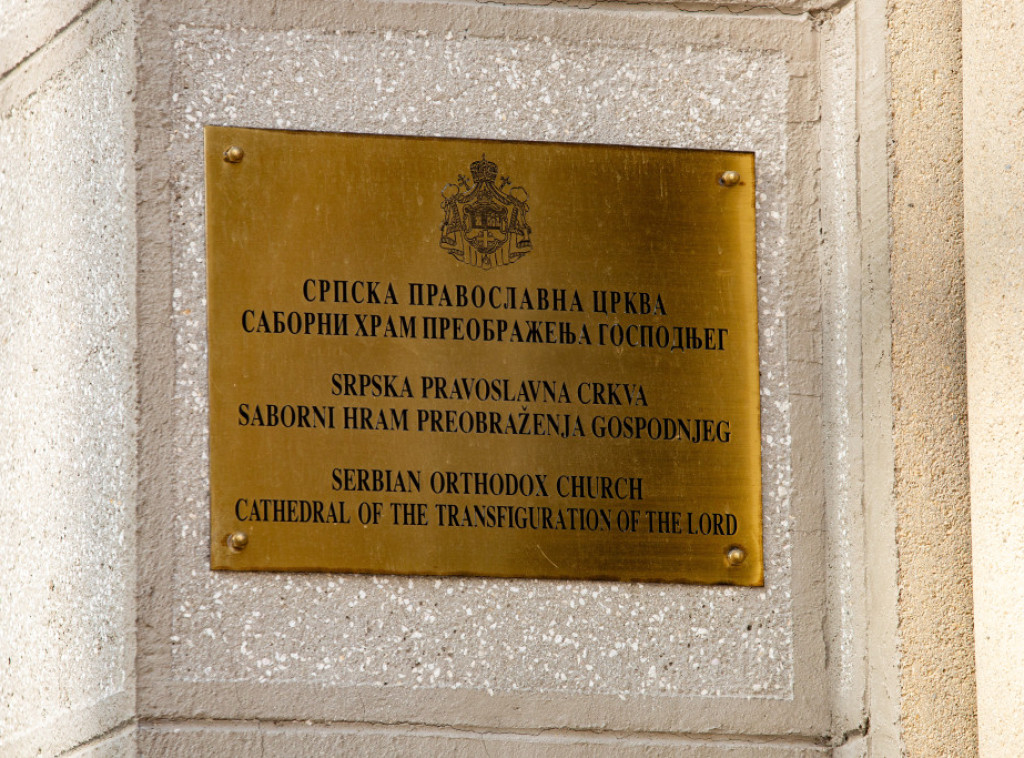 СРПСКА ПРАВОСЛАВНА ЦРКВА
САБОРНИ ХРАМ ПРЕОБРАЖЕЊА ГОСПОДЊЕГ
SRPSKA PRAVOSLAVNA CRKVA
SABORNI HRAM PREOBRAŽENJA GOSPODNJEG
SERBIAN ORTHODOX CHURCH
CATHEDRAL OF THE TRANSFIGURATION OF THE LORD